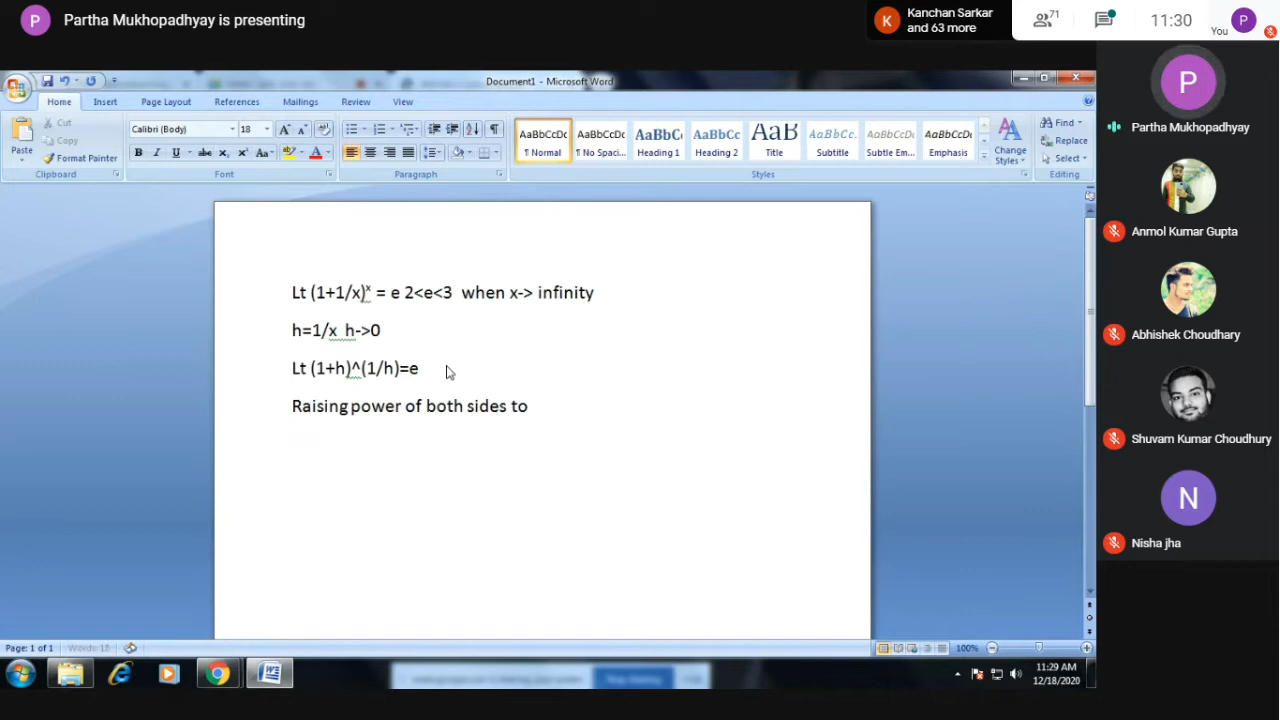 P Partha Mukhopadhyay is presenting
K Kanchan Sarkar
and 63 more
71
11:30
You P
Document1 - Microsoft Word
Home Insert Page Layout References Mailings Review View
Paste
Cut
Copy
Format Painter
Clipboard
Calibri (Body) 18
Font
Paragraph
AaBbCcDc AaBbCcDc AaBbC AaBbCc AaB AaBbCc. AaBbCcDc AaBbCcDc
¶ Normal ¶ No Spaci... Heading 1 Heading 2 Title Subtitle Subtle Em... Emphasis
Change
Styles
Styles
Find
Replace
Select
Editing
Lt (1+1/x)ˣ = e 2<e<3 when x-> infinity
h=1/x h->0
Lt (1+h)^(1/h)=e
Raising power of both sides to
Page: 1 of 1 Words: 12
100%
11:29 AM
12/18/2020
P
Partha Mukhopadhyay
Anmol Kumar Gupta
Abhishek Choudhary
Shuvam Kumar Choudhury
N
Nisha jha